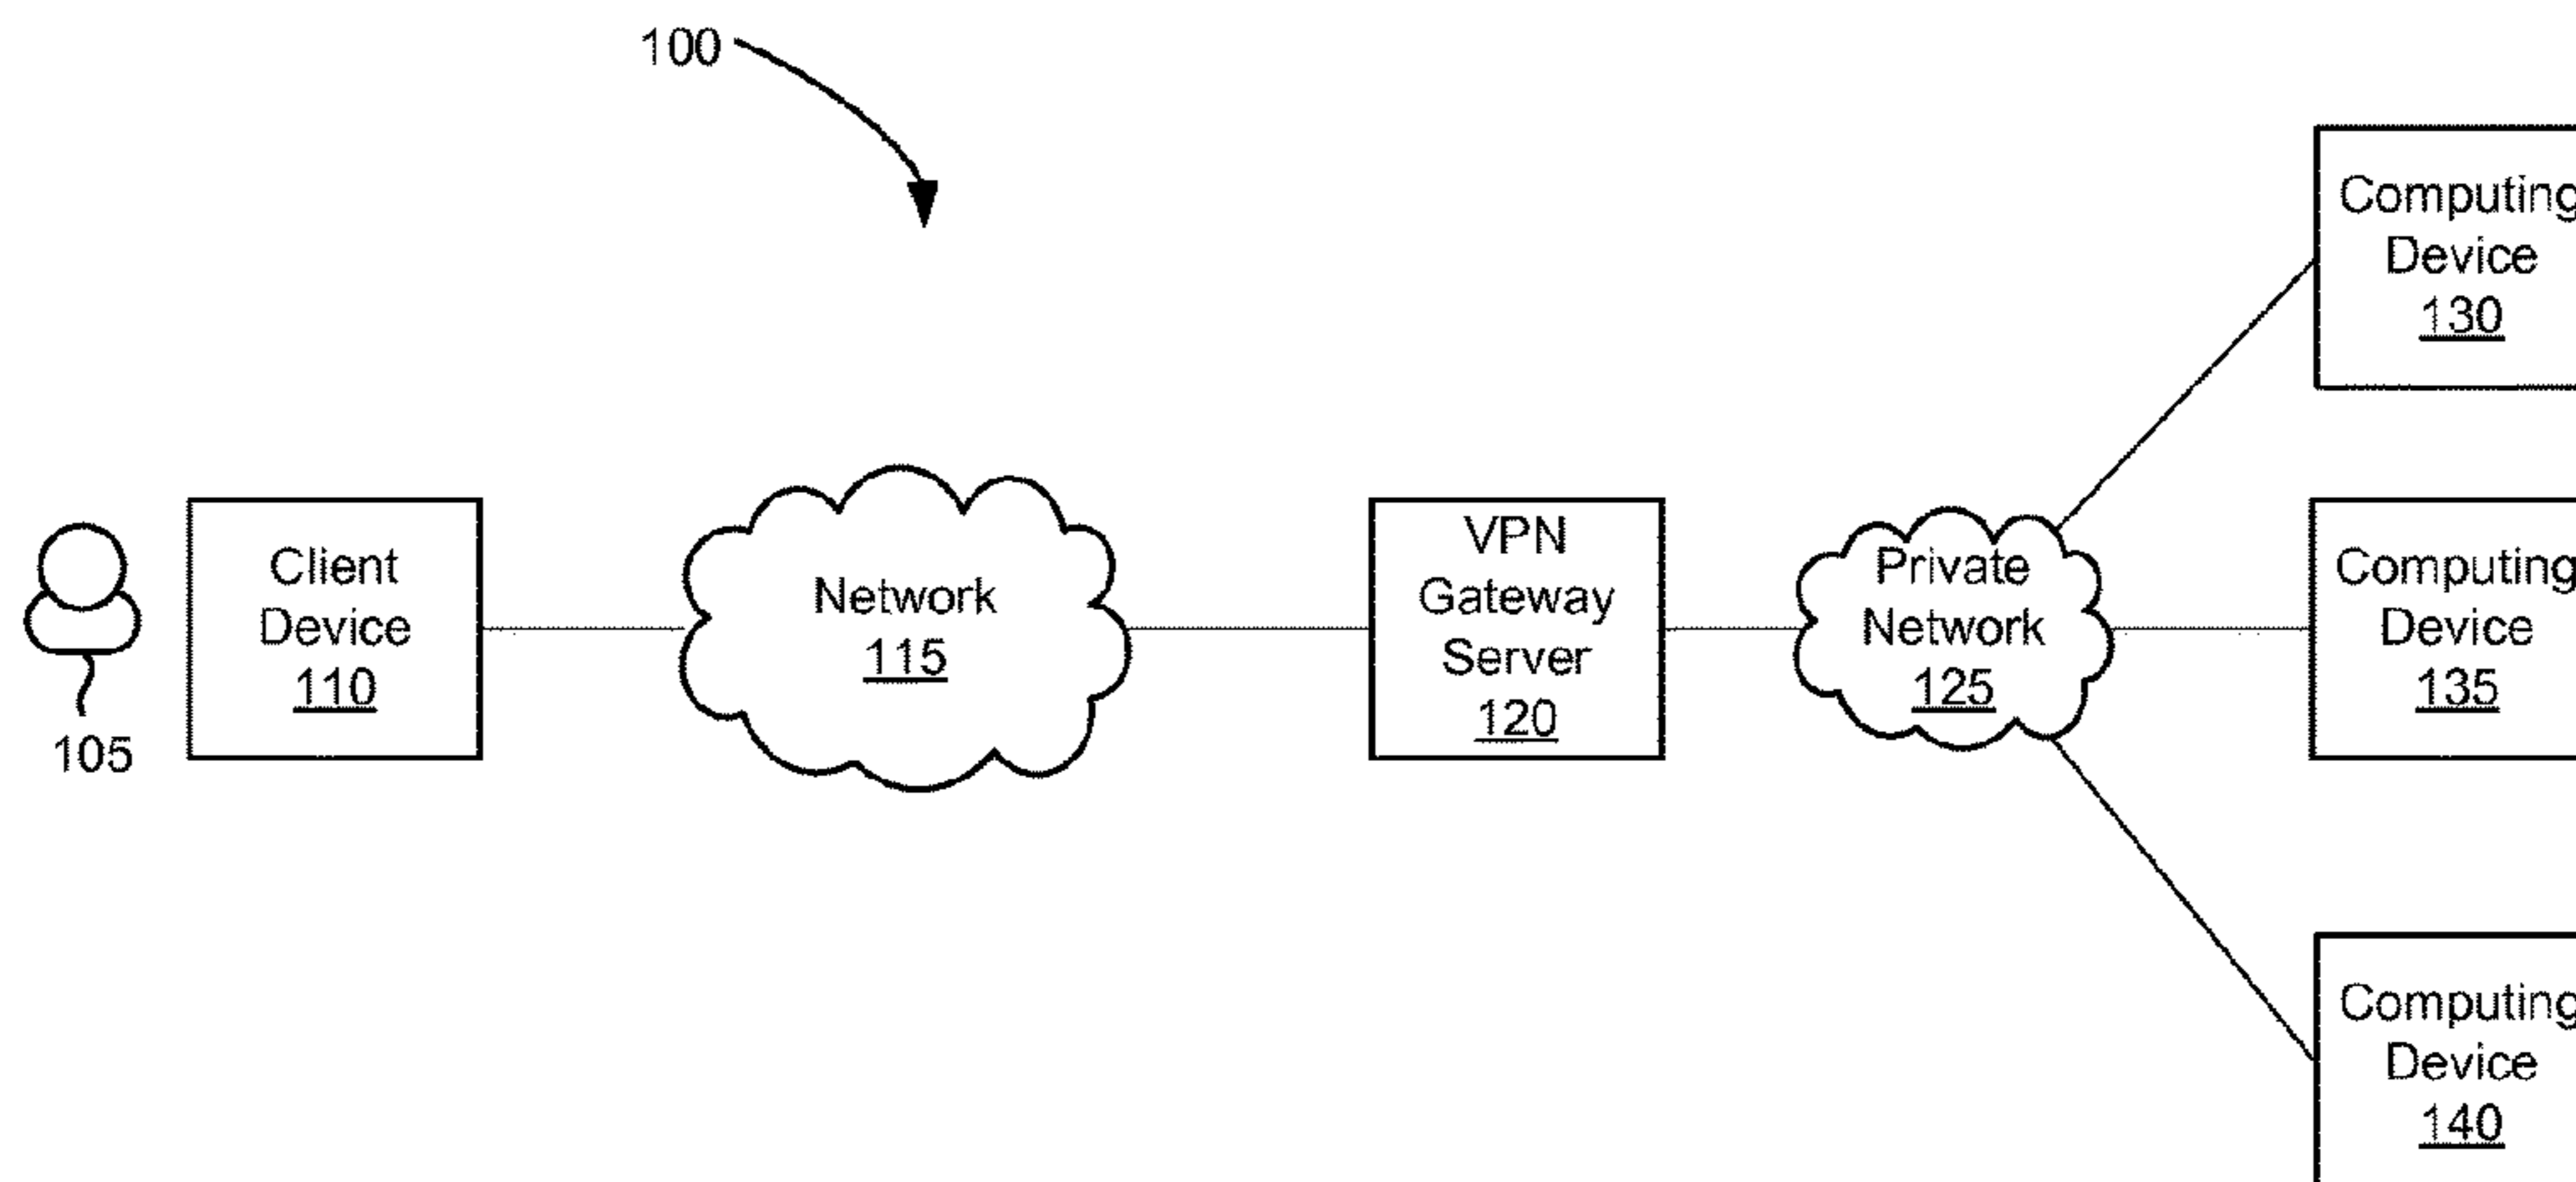 100
Computing
Device
130
Client
Device
110
105
Network
115
VPN
Gateway
Server
120
Private
Network
125
Computing
Device
135
Computing
Device
140